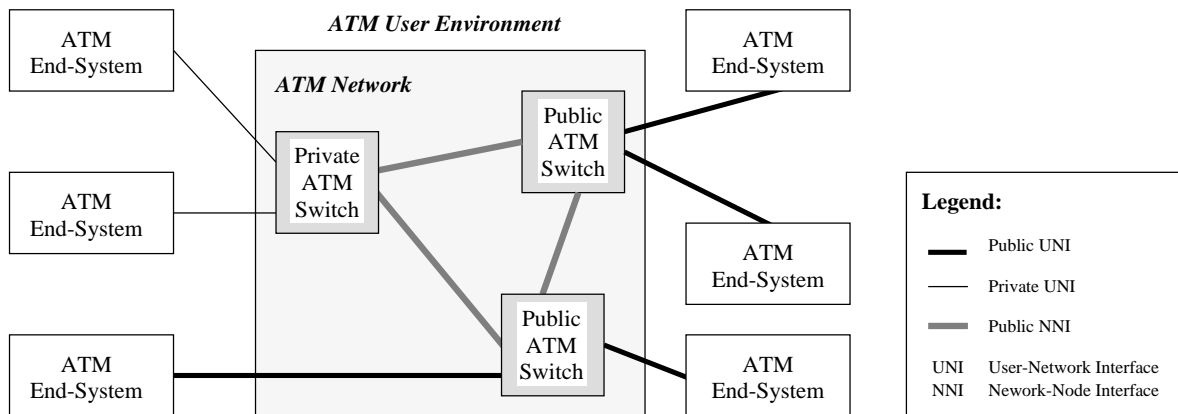 ATM User Environment
ATM
End-System
ATM
End-System
ATM
End-System
ATM Network
Private
ATM
Switch
Public
ATM
Switch
Public
ATM
Switch
ATM
End-System
ATM
End-System
ATM
End-System
Legend:
Public UNI
Private UNI
Public NNI
UNI User-Network Interface
NNI Nework-Node Interface